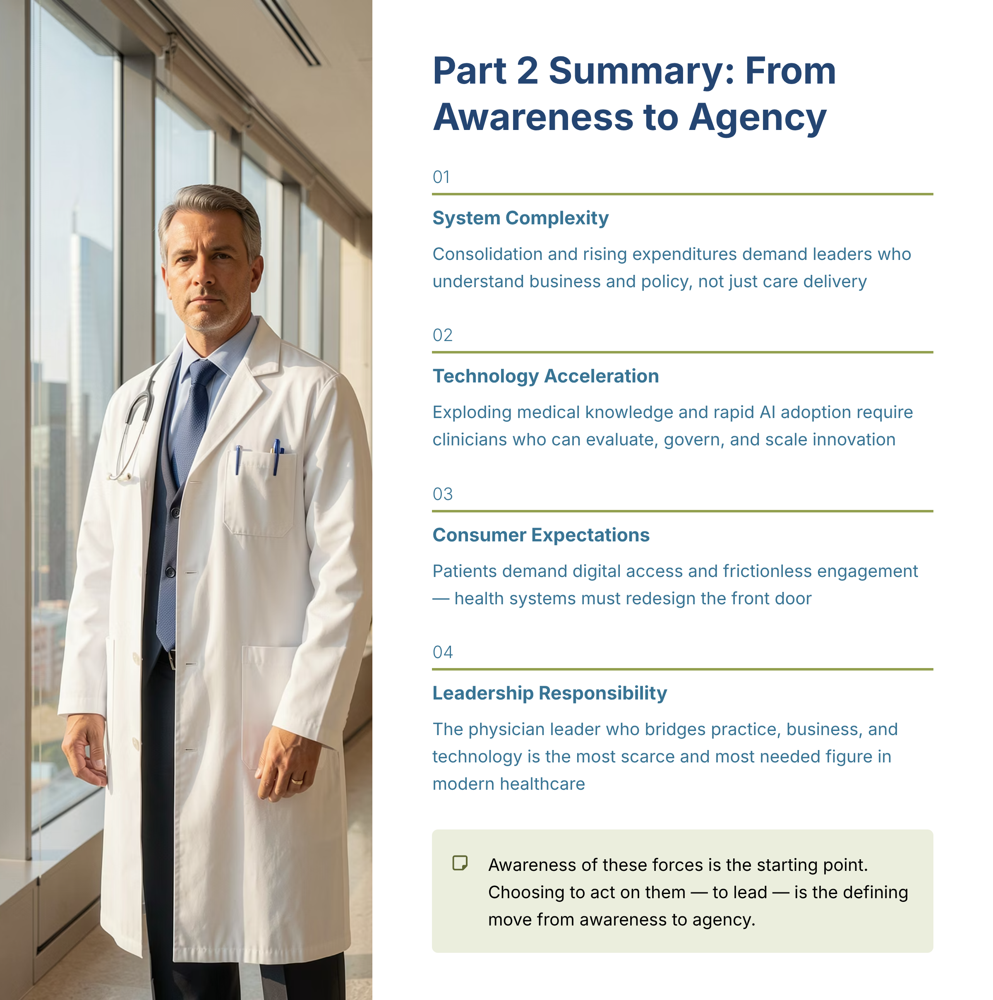 Part 2 Summary: From
Awareness to Agency
01
System Complexity
Consolidation and rising expenditures demand leaders who
understand business and policy, not just care delivery
02
Technology Acceleration
Exploding medical knowledge and rapid AI adoption require
clinicians who can evaluate, govern, and scale innovation
03
Consumer Expectations
Patients demand digital access and frictionless engagement
— health systems must redesign the front door
04
Leadership Responsibility
The physician leader who bridges practice, business, and
technology is the most scarce and most needed figure in
modern healthcare
Awareness of these forces is the starting point.
Choosing to act on them — to lead — is the defining
move from awareness to agency.